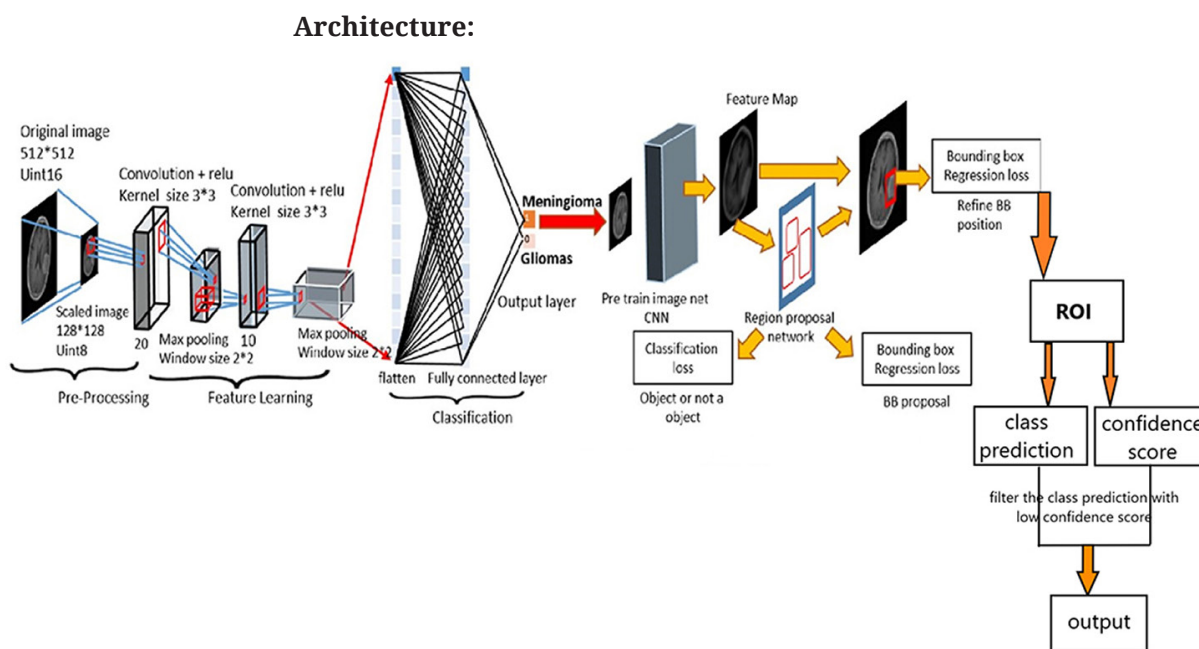 Architecture:
Original image
512*512
Uint16
Scaled image
128*128
Uint8
Pre-Processing
Convolution + relu
Kernel size 3*3
20
Max pooling
Window size 2*2
Convolution + relu
Kernel size 3*3
10
Max pooling
Window size 2*2
Feature Learning
flatten
Fully connected layer
Classification
Output layer
Meningioma
1
0
Gliomas
Pre train image net
CNN
Feature Map
Region proposal
network
Classification
loss
Object or not a
object
Bounding box
Regression loss
BB proposal
Bounding box
Regression loss
Refine BB
position
ROI
class
prediction
confidence
score
filter the class prediction with
low confidence score
output